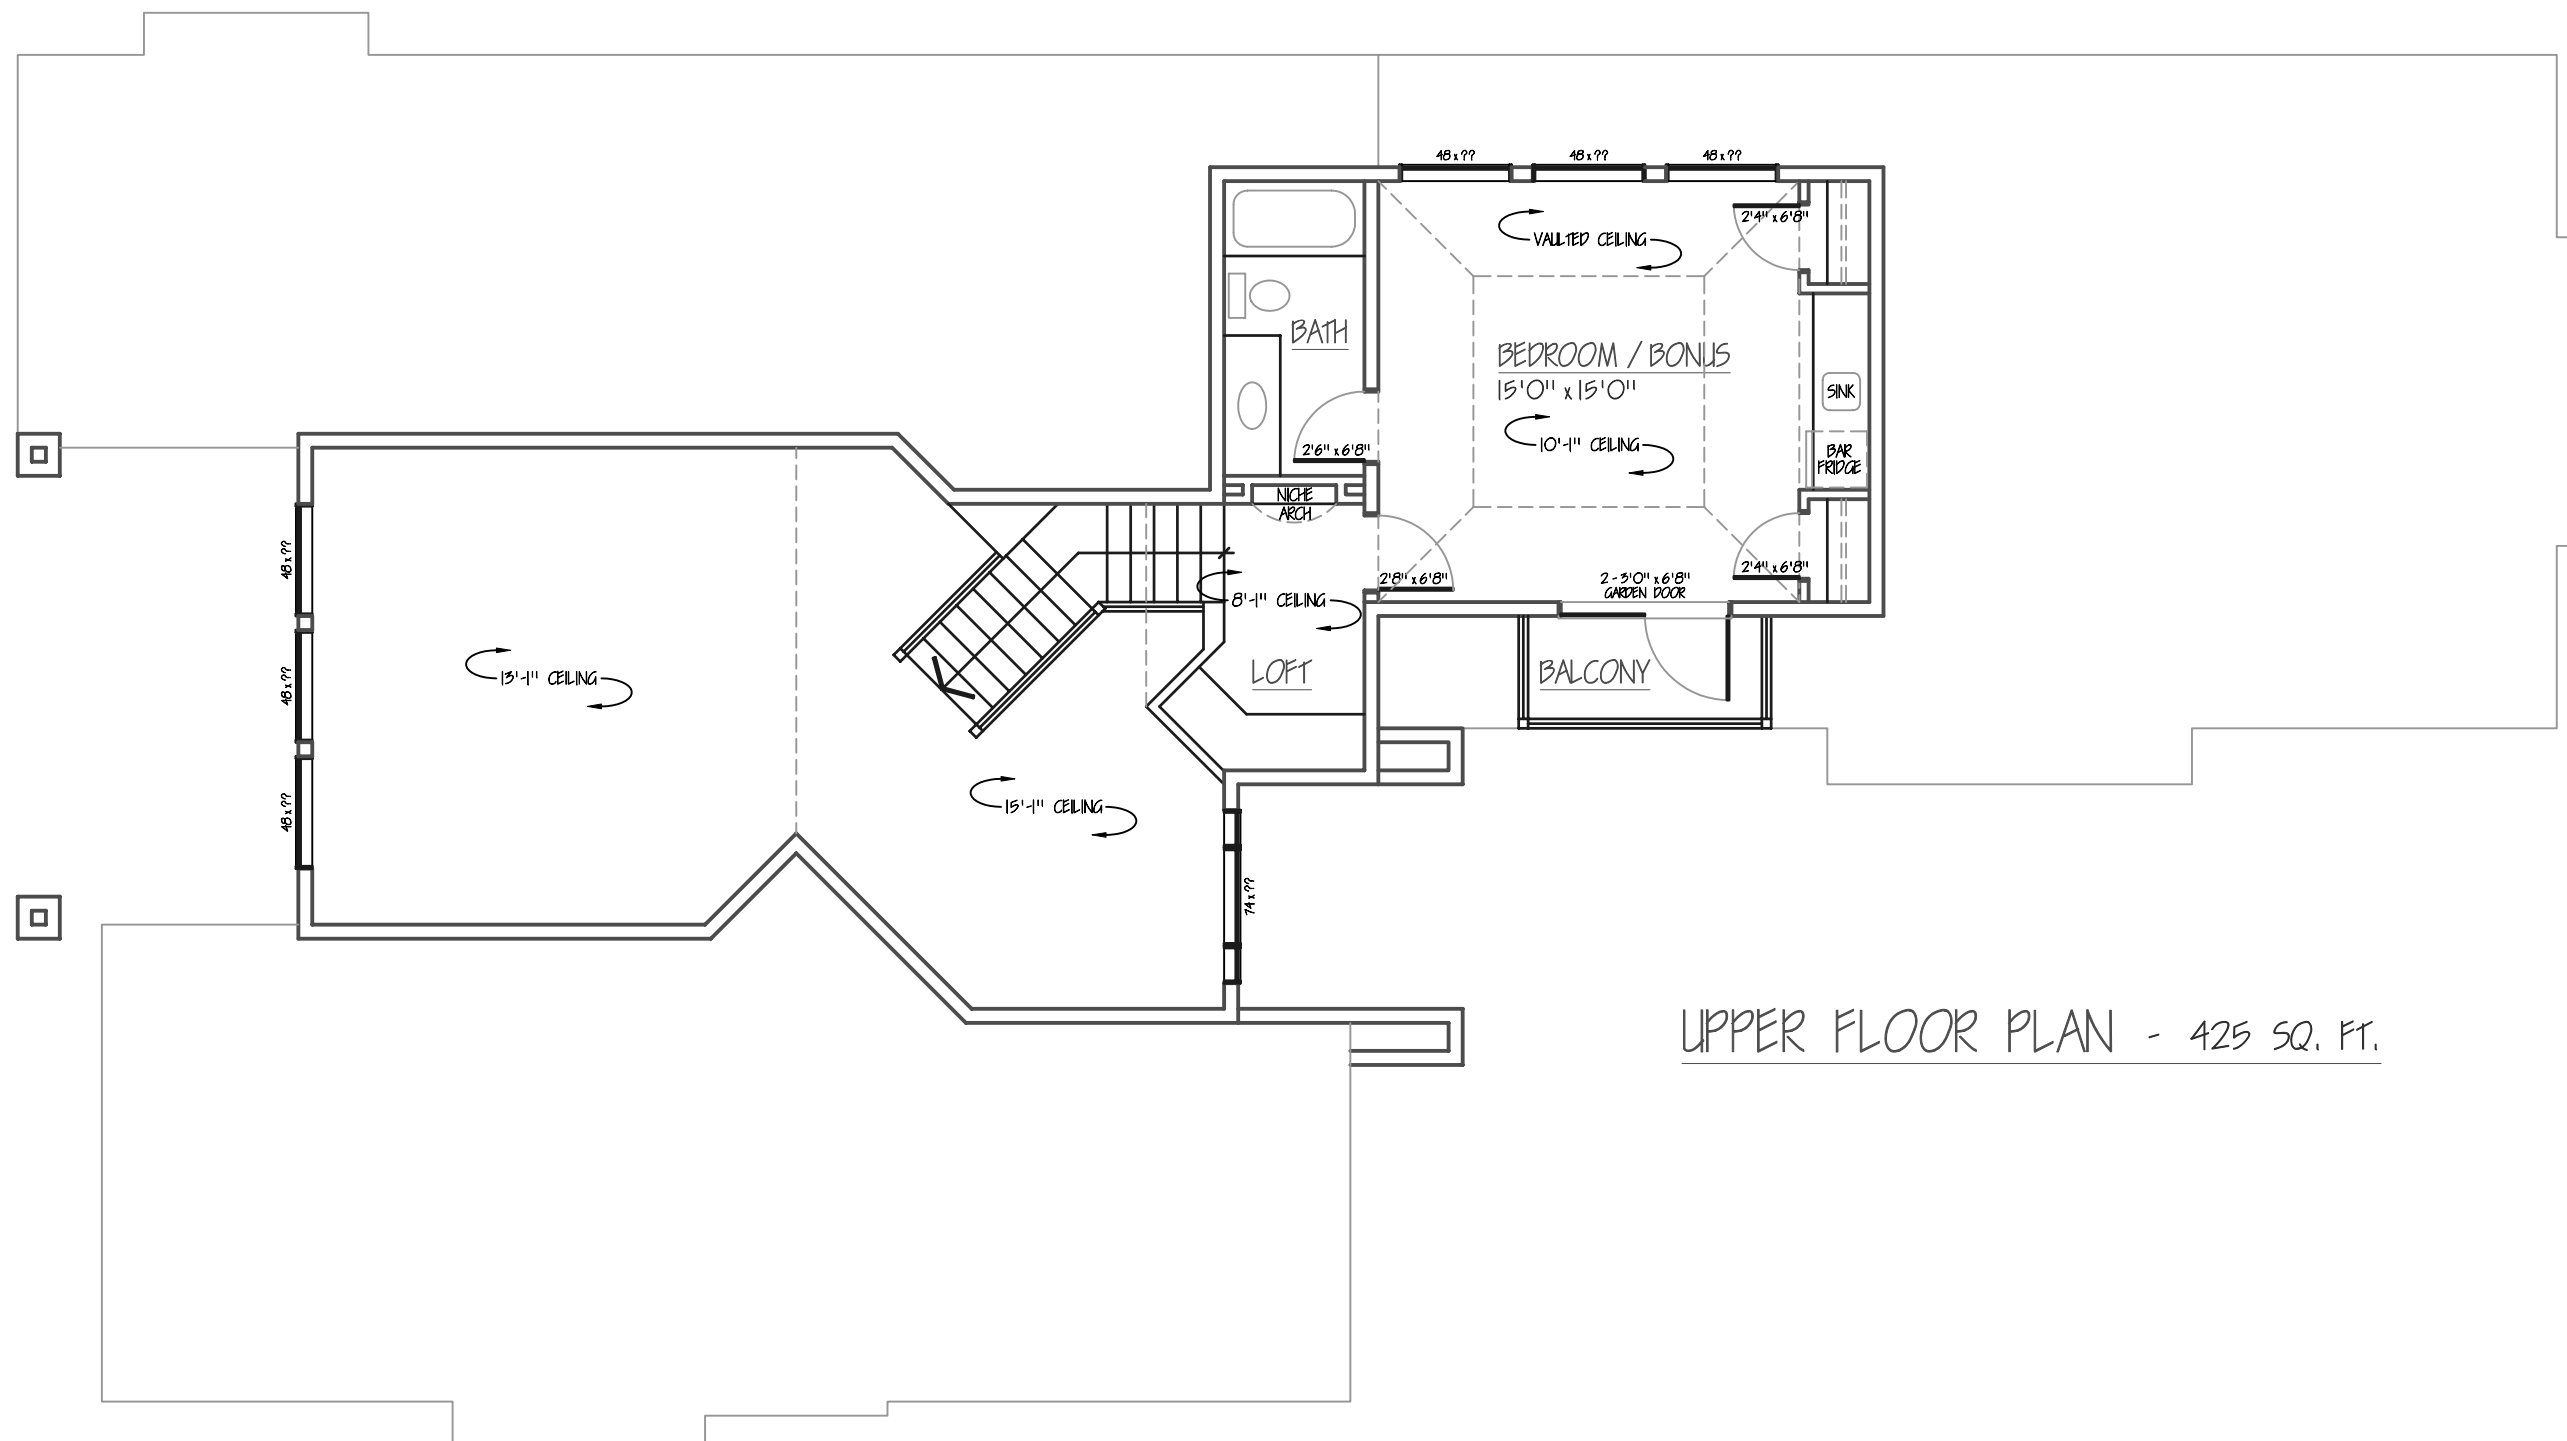 48 x ??
48 x ??
48 x ??
2'4" x 6'8"
VAULTED CEILING
BATH
BEDROOM / BONUS
15'0" x 15'0"
SINK
10'-1" CEILING
2'6" x 6'8"
BAR
FRIDGE
NICHE
ARCH
48 x ??
2'8" x 6'8"
2 - 3'0" x 6'8"
GARDEN DOOR
2'4" x 6'8"
8'-1" CEILING
LOFT
BALCONY
13'-1" CEILING
48 x ??
48 x ??
15'-1" CEILING
74 x ??
UPPER FLOOR PLAN - 425 SQ. FT.